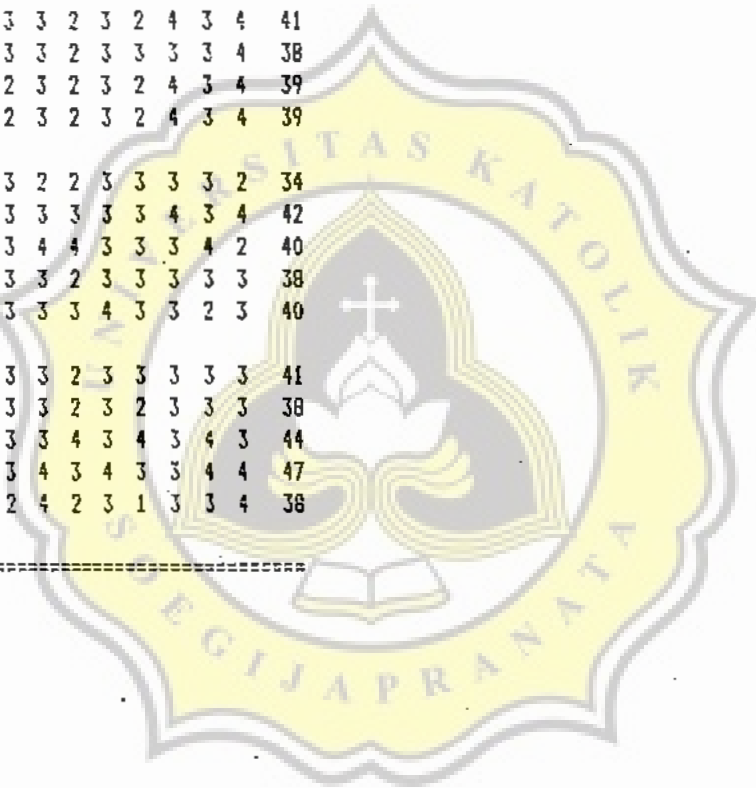 3 3 2 3 2 4 3 4 41
3 3 2 3 3 3 3 4 38
2 3 2 3 2 4 3 4 39
2 3 2 3 2 4 3 4 39
3 2 2 3 3 3 3 2 34
3 3 3 3 3 4 3 4 42
3 4 4 3 3 3 4 2 40
3 3 2 3 3 3 3 3 38
3 3 3 4 3 3 2 3 40
3 3 2 3 3 3 3 3 41
3 3 2 3 2 3 3 3 38
3 3 4 3 4 3 4 3 44
3 4 3 4 3 3 4 4 47
2 4 2 3 1 3 3 4 38
==============================
UNIVERSITAS KATOLIK
SOEGIJAPRANATA